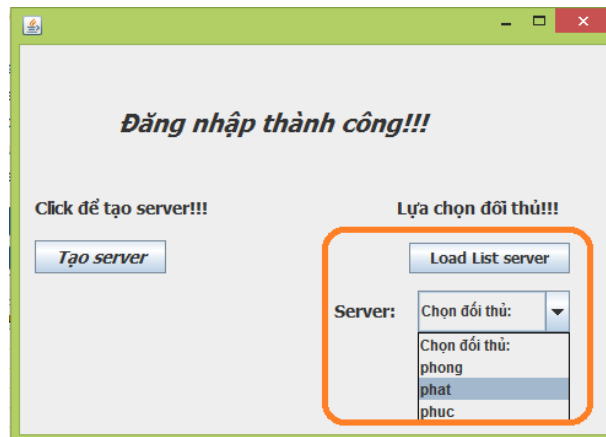 Đăng nhập thành công!!!
Click để tạo server!!!
Lựa chọn đối thủ!!!
Tạo server
Load List server
Server:
Chọn đối thủ:
Chọn đối thủ:
phong
phat
phuc